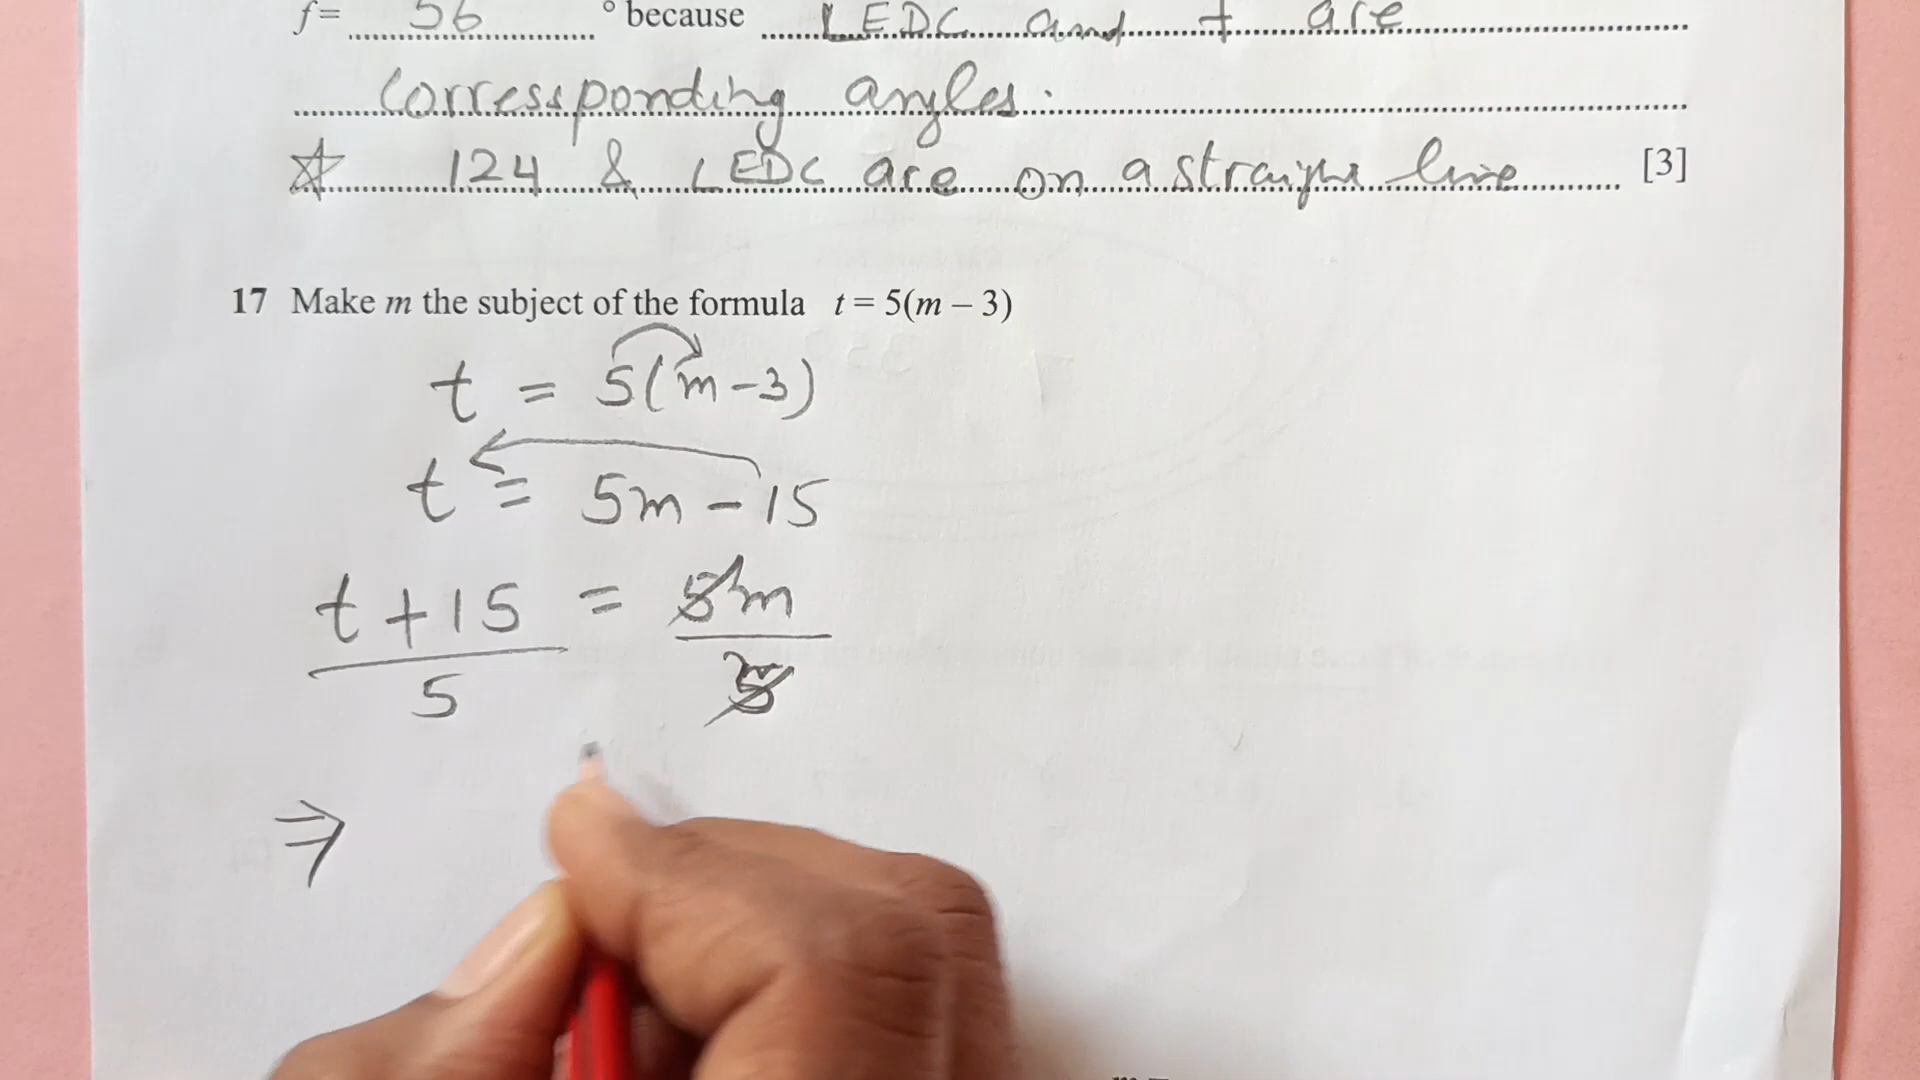 f = 56 ° because ∠EDC and f are
corressponding angles.
☆ 124 & ∠EDC are on a straight line [3]
17 Make m the subject of the formula t = 5(m – 3)
t = 5(m-3)
t = 5m - 15
t + 15 = 5m
5 5
⇒